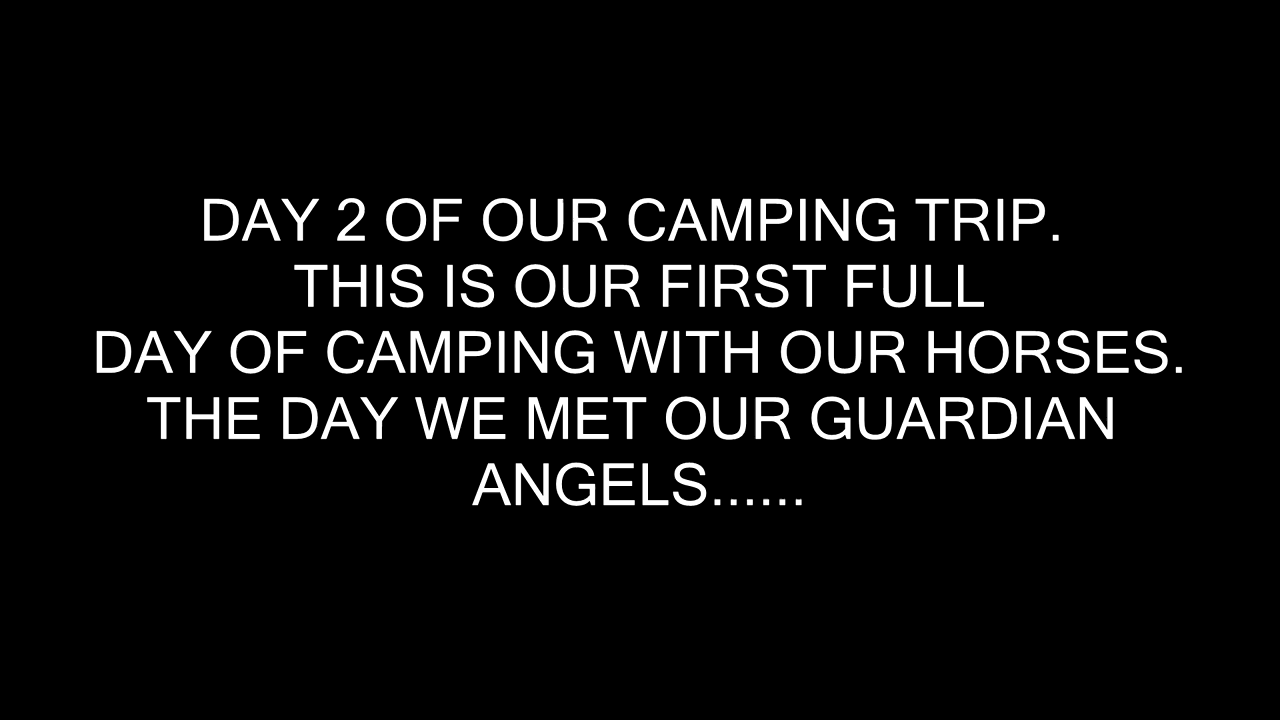 DAY 2 OF OUR CAMPING TRIP.
THIS IS OUR FIRST FULL
DAY OF CAMPING WITH OUR HORSES.
THE DAY WE MET OUR GUARDIAN
ANGELS......